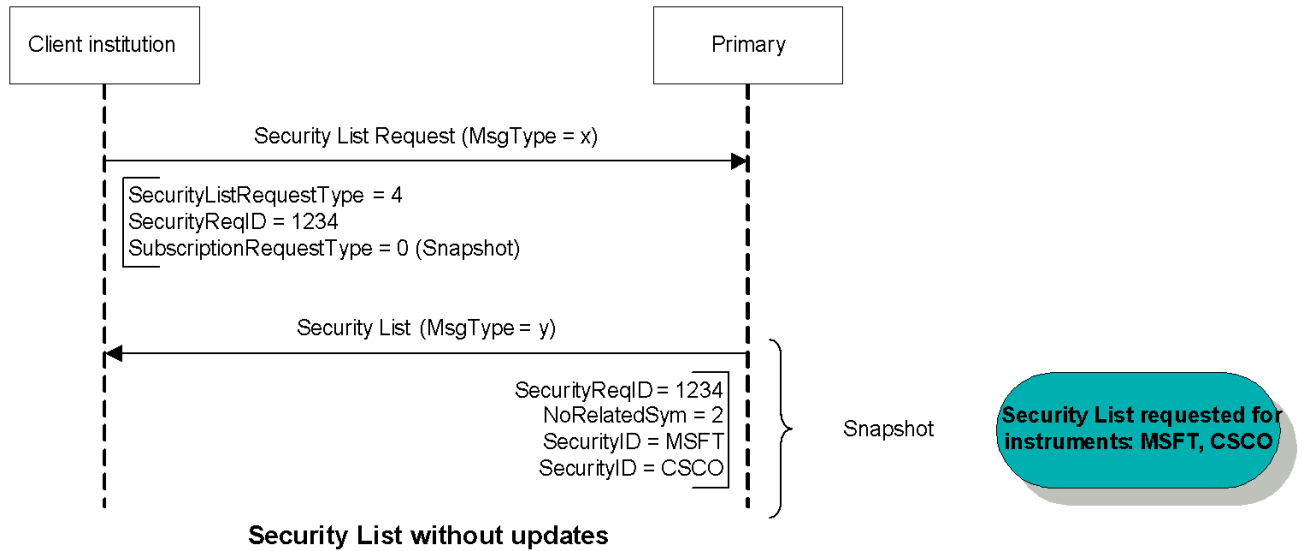 Client institution
Primary
Security List Request (MsgType = x)
SecurityListRequestType = 4
SecurityReqID = 1234
SubscriptionRequestType = 0 (Snapshot)
Security List (MsgType = y)
SecurityReqID = 1234
NoRelatedSym = 2
SecurityID = MSFT
SecurityID = CSCO
Snapshot
Security List requested for
instruments: MSFT, CSCO
Security List without updates